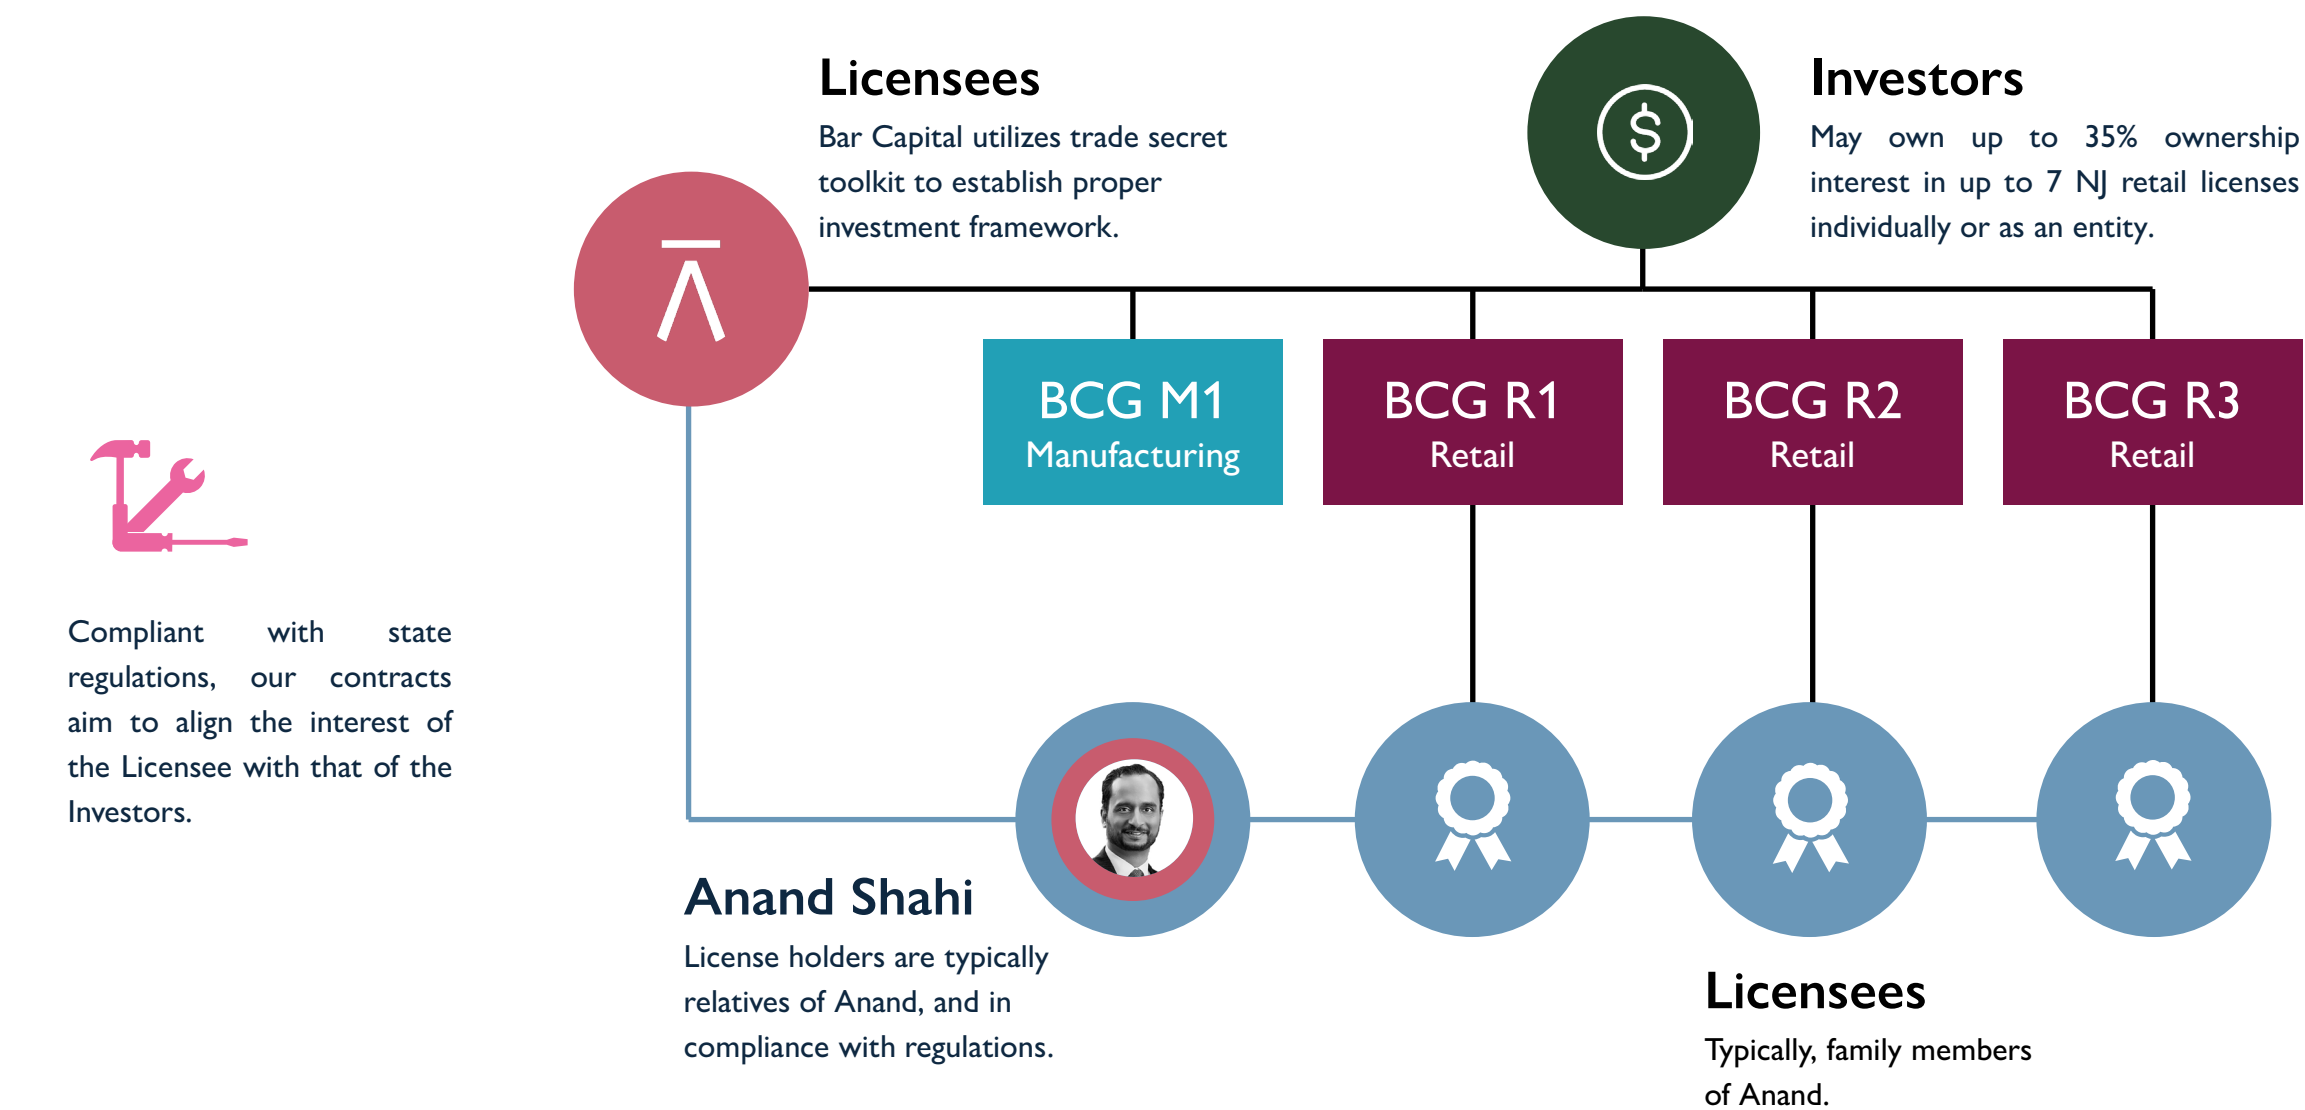 Licensees
Bar Capital utilizes trade secret
toolkit to establish proper
investment framework.
Investors
May own up to 35% ownership
interest in up to 7 NJ retail licenses
individually or as an entity.
BCG M1
Manufacturing
BCG R1
Retail
BCG R2
Retail
BCG R3
Retail
Compliant with state
regulations, our contracts
aim to align the interest of
the Licensee with that of the
Investors.
Anand Shahi
License holders are typically
relatives of Anand, and in
compliance with regulations.
Licensees
Typically, family members
of Anand.